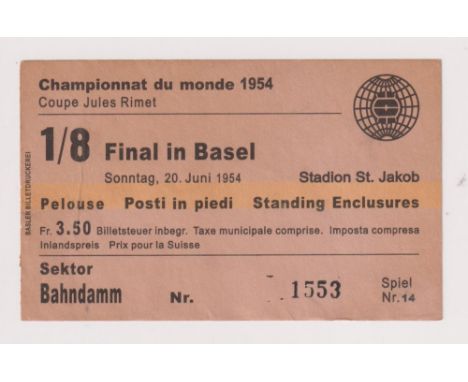 Championnat du monde 1954
Coupe Jules Rimet
1/8 Final in Basel
Sonntag, 20. Juni 1954 Stadion St. Jakob
Pelouse Posti in piedi Standing Enclusures
Fr. 3.50 Billetsteuer inbegr. Taxe municipale comprise. Imposta compresa
Inlandspreis Prix pour la Suisse
Sektor
Bahndamm Nr. 1553 Spiel
Nr. 14
BASLER BILLETDRUCKEREI